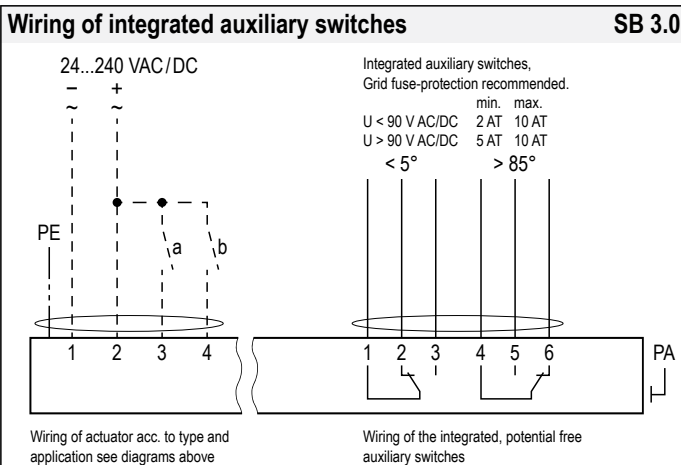 Wiring of integrated auxiliary switches SB 3.0
24...240 VAC/DC
− +
~ ~
Integrated auxiliary switches,
Grid fuse-protection recommended.
min. max.
U < 90 V AC/DC 2 AT 10 AT
U > 90 V AC/DC 5 AT 10 AT
< 5° > 85°
PE
a b
1 2 3 4 1 2 3 4 5 6 PA
Wiring of actuator acc. to type and
application see diagrams above
Wiring of the integrated, potential free
auxiliary switches